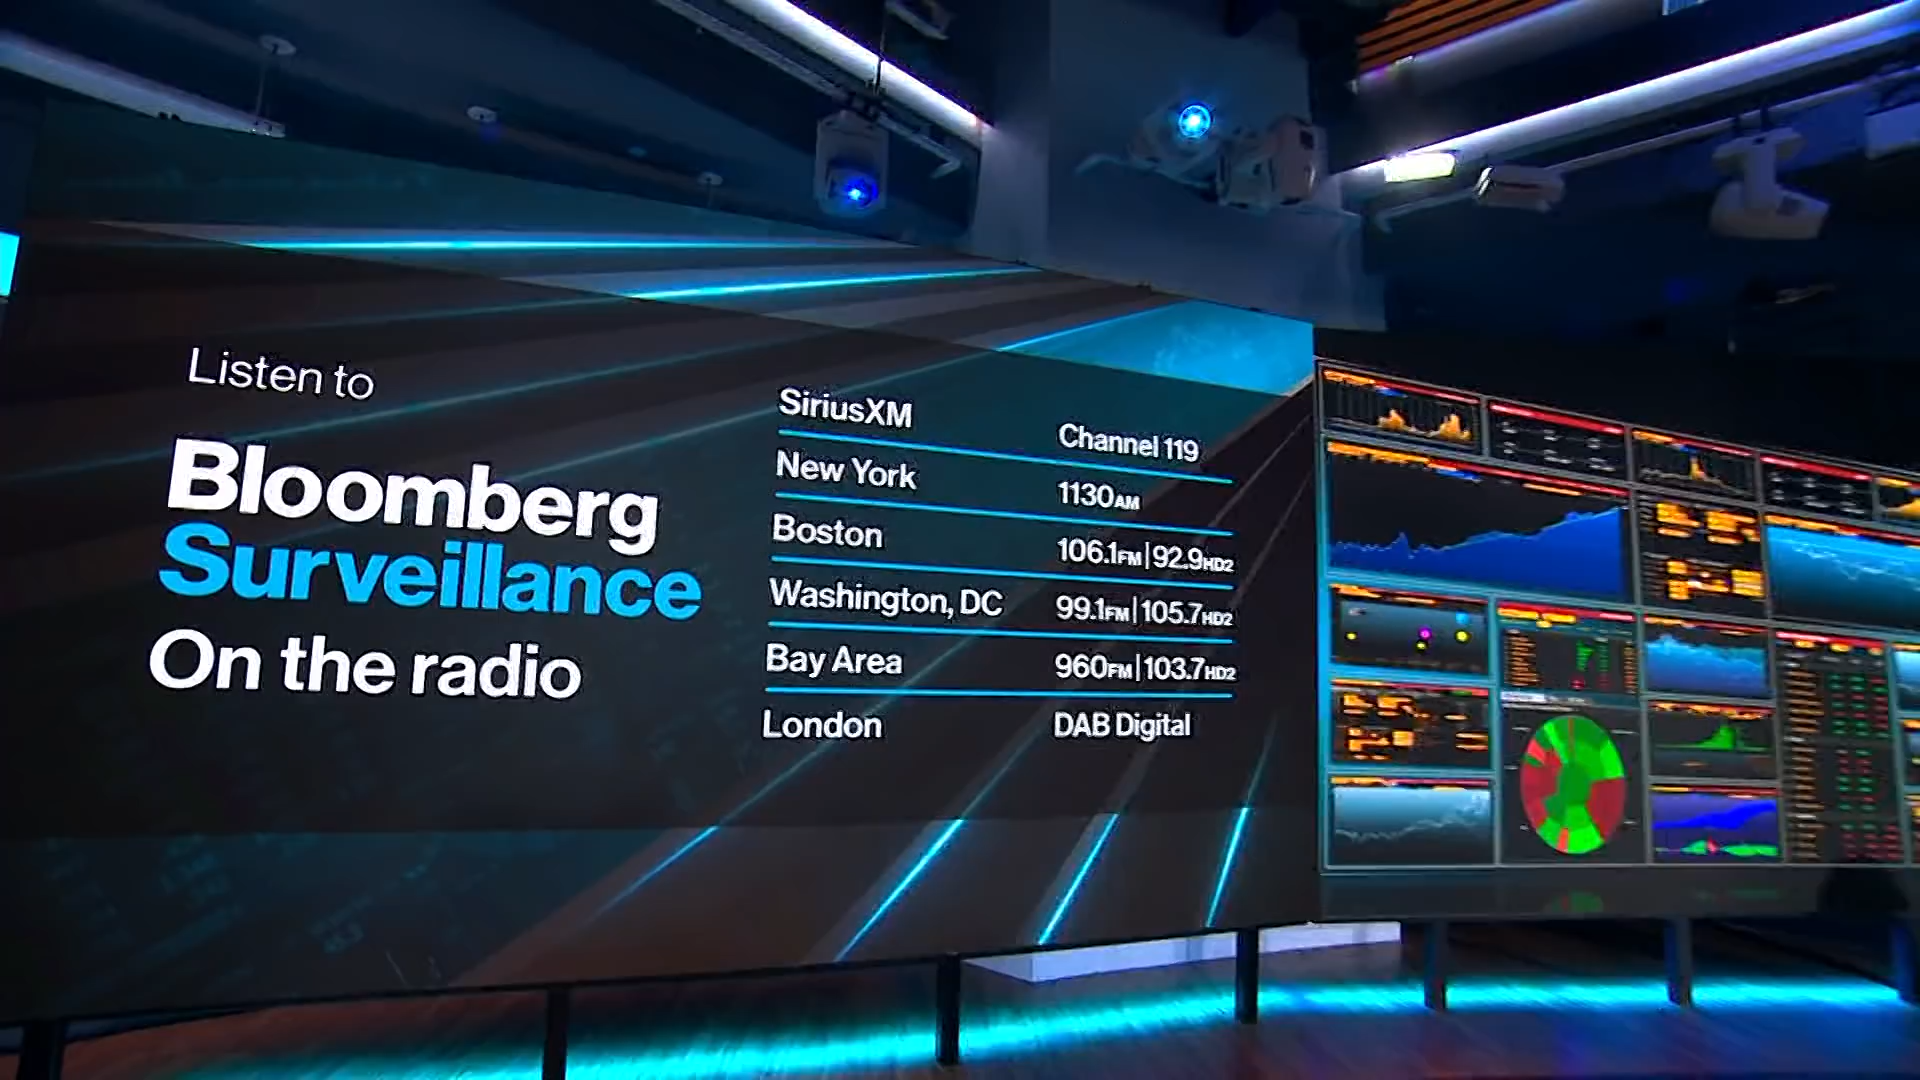 Listen to
Bloomberg
Surveillance
On the radio
SiriusXM Channel 119
New York 1130AM
Boston 106.1FM|92.9HD2
Washington, DC 99.1FM|105.7HD2
Bay Area 960FM|103.7HD2
London DAB Digital